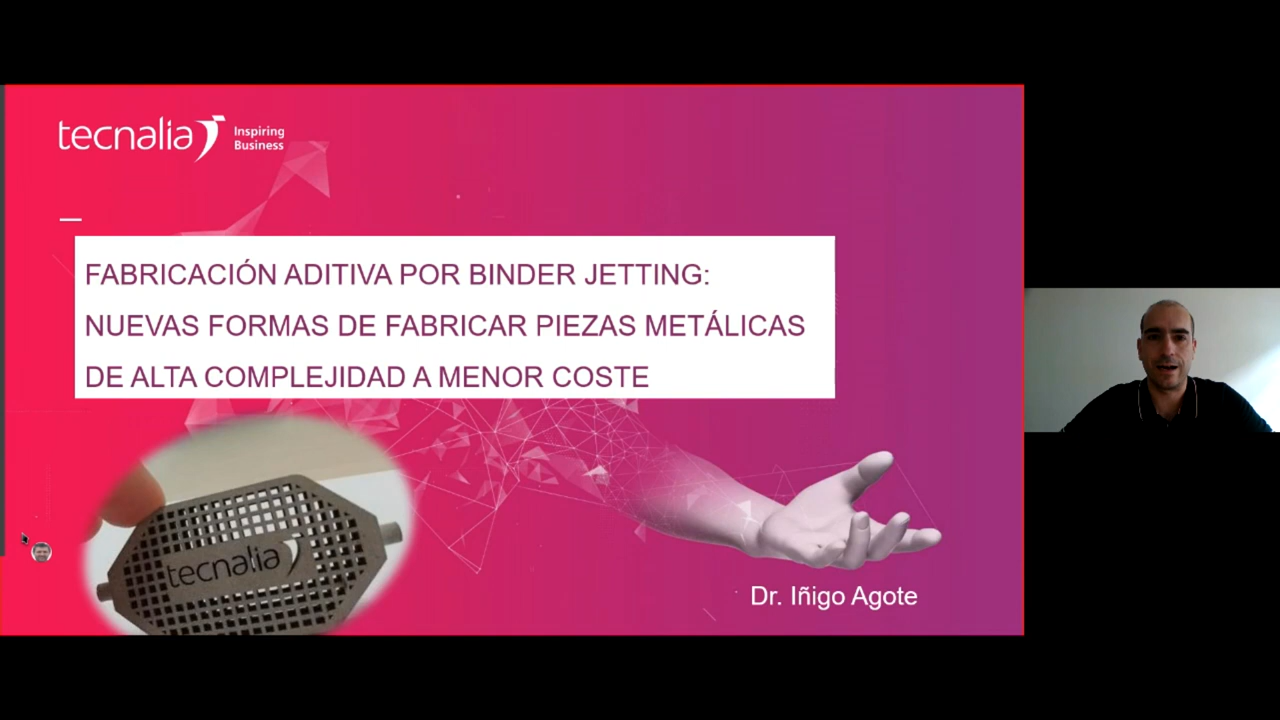 tecnalia Inspiring
Business
FABRICACIÓN ADITIVA POR BINDER JETTING:
NUEVAS FORMAS DE FABRICAR PIEZAS METÁLICAS
DE ALTA COMPLEJIDAD A MENOR COSTE
tecnalia
Dr. Iñigo Agote